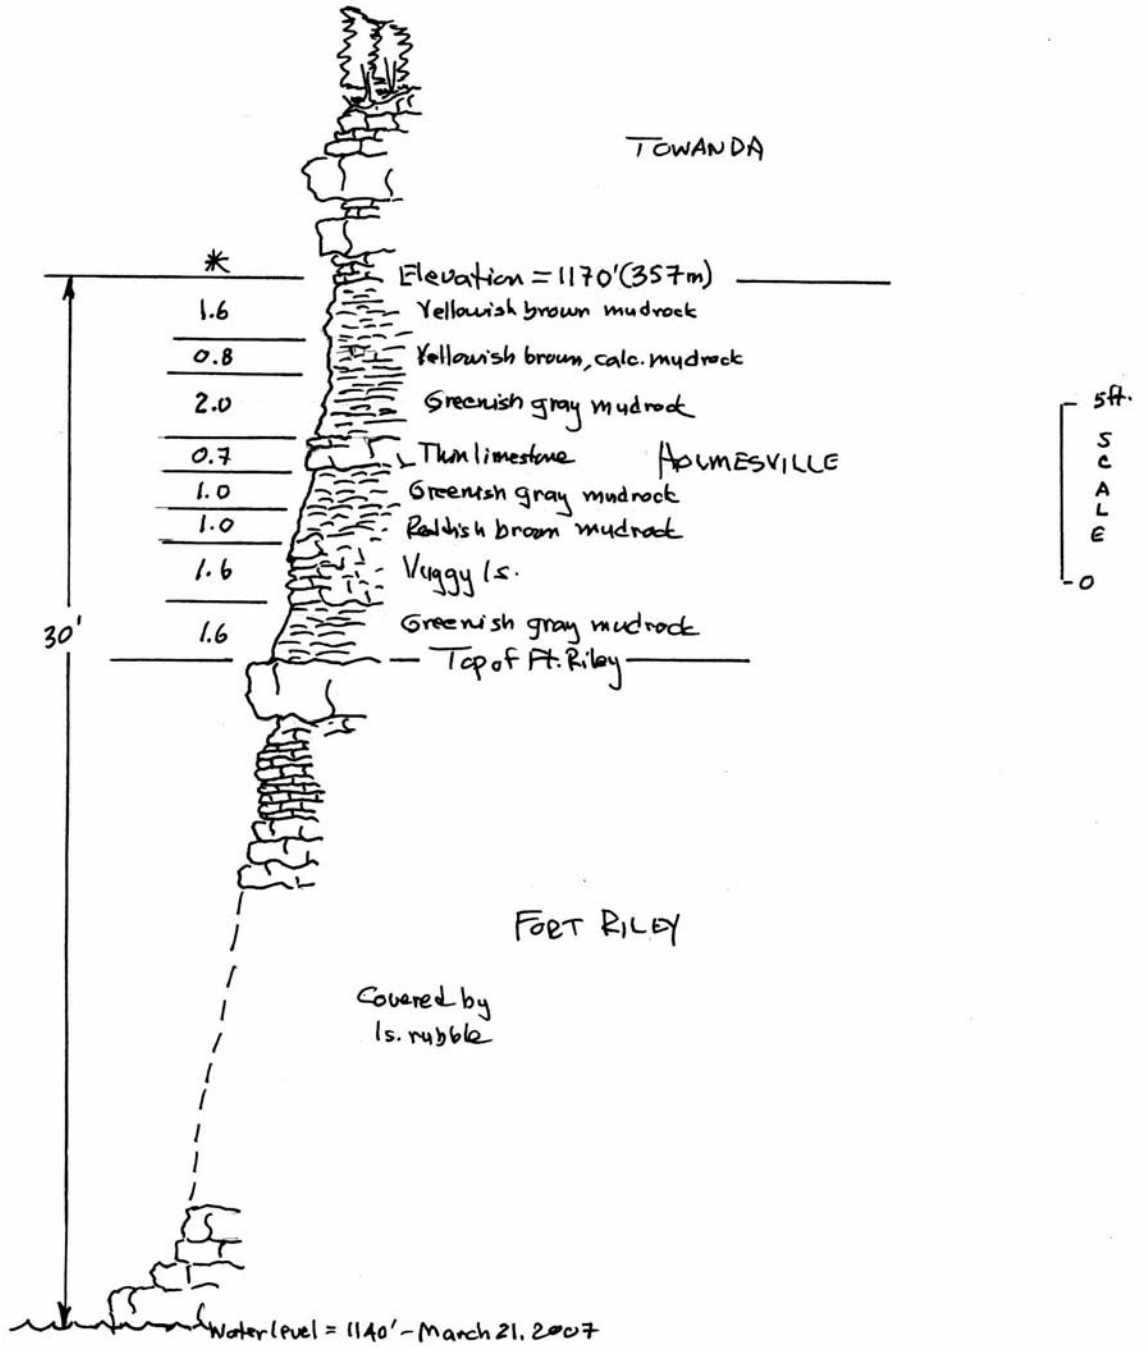 TOWANDA
*
Elevation = 1170' (357m)
1.6 Yellowish brown mudrock
0.8 Yellowish brown, calc. mudrock
2.0 Greenish gray mudrock
5ft.
SCALE
0
0.7 Thin limestone HOLMESVILLE
1.0 Greenish gray mudrock
1.0 Reddish brown mudrock
1.6 Vuggy ls.
30'
1.6 Greenish gray mudrock
Top of Ft. Riley
FORT RILEY
Covered by
ls. rubble
Water level = 1140' - March 21, 2007